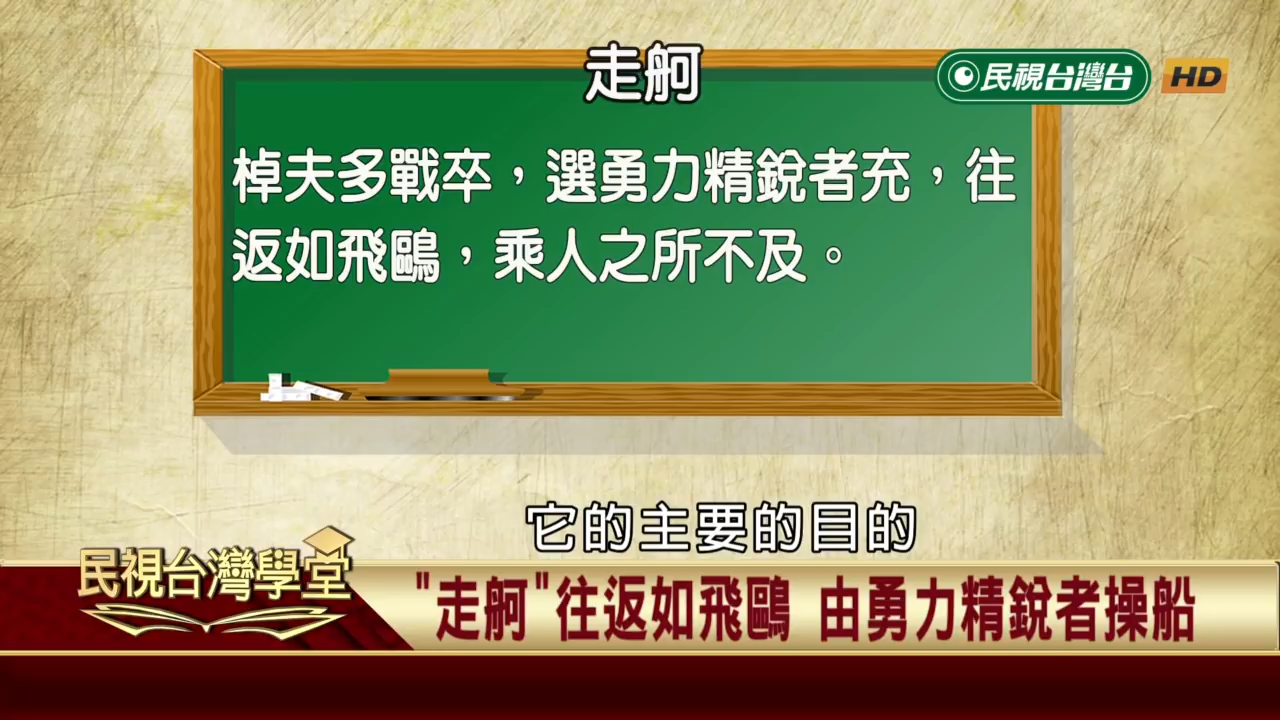 走舸
民視台灣台
HD
棹夫多戰卒，選勇力精銳者充，往
返如飛鷗，乘人之所不及。
它的主要的目的
民視台灣學堂
"走舸"往返如飛鷗 由勇力精銳者操船